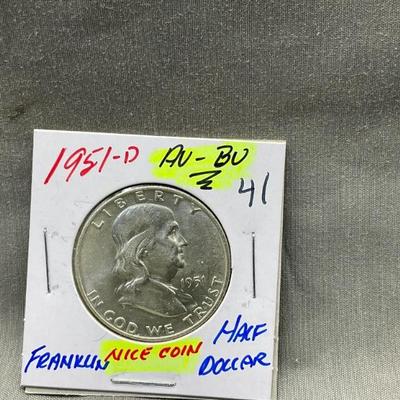 1951-D AU-BU
41
LIBERTY
1951
IN GOD WE TRUST
FRANKLIN NICE COIN HALF DOLLAR